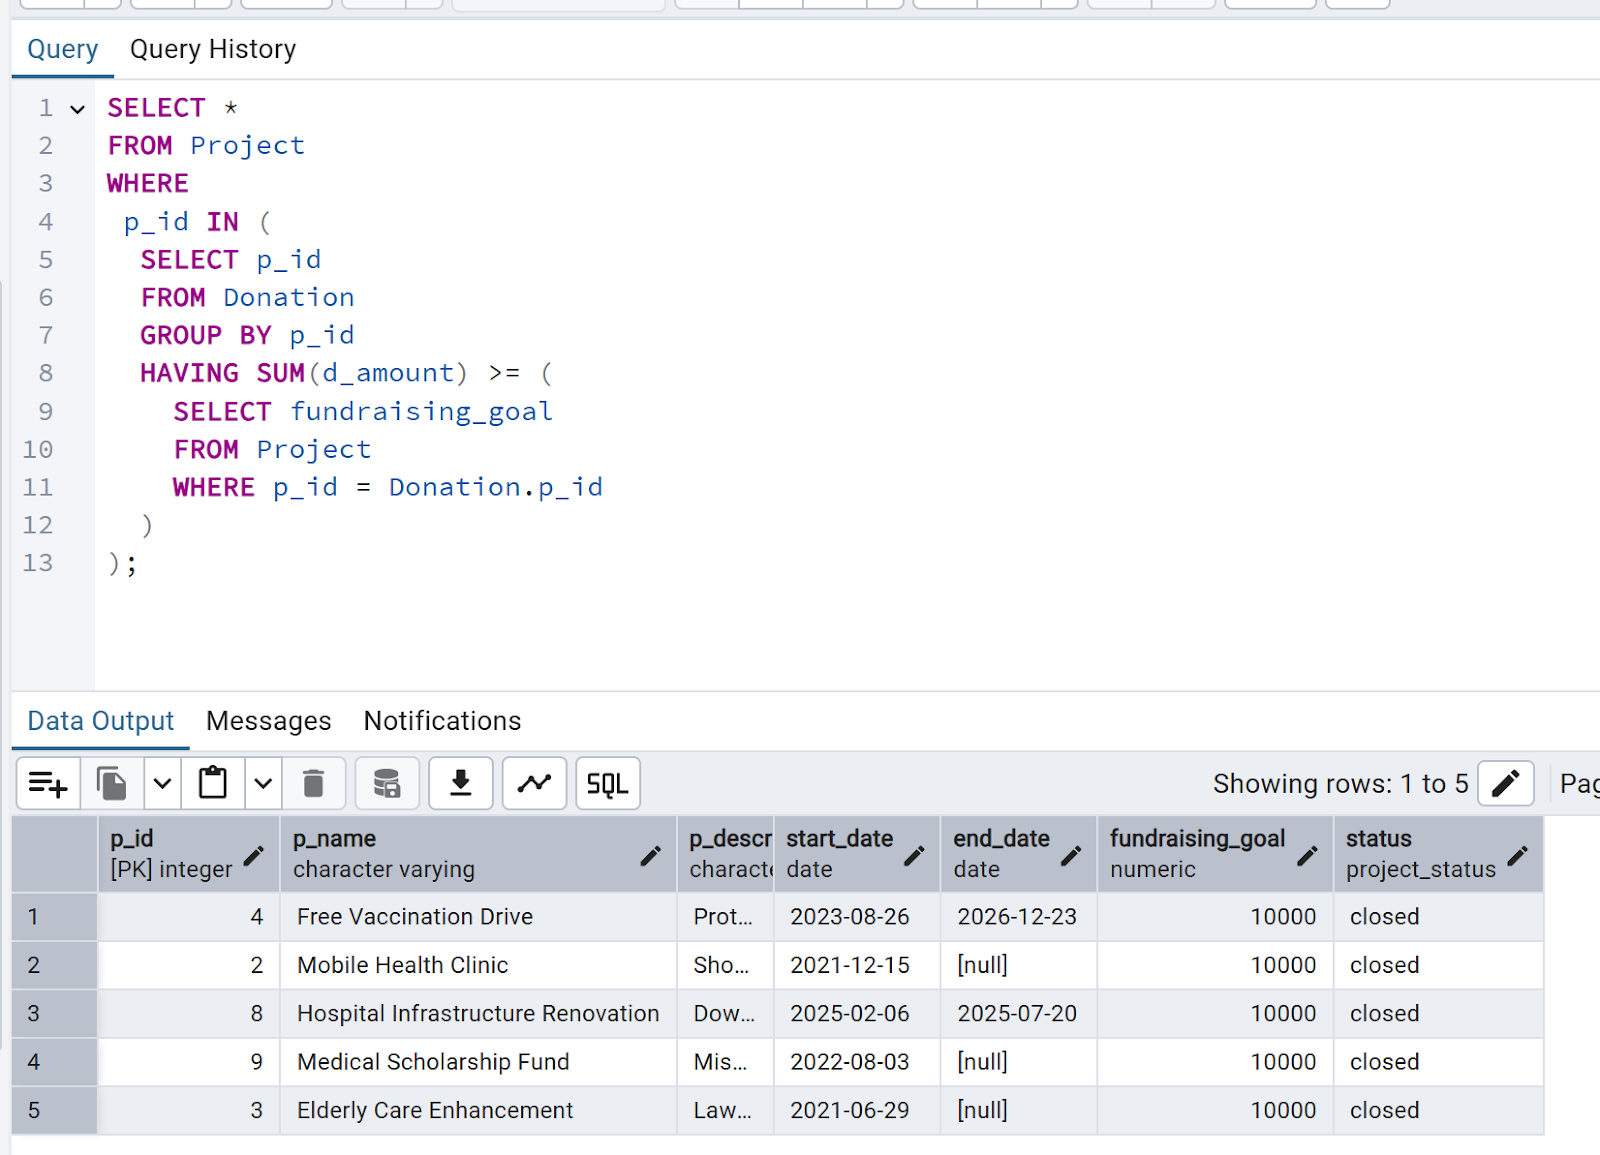 Query Query History
1 SELECT *
2 FROM Project
3 WHERE
4 p_id IN (
5 SELECT p_id
6 FROM Donation
7 GROUP BY p_id
8 HAVING SUM(d_amount) >= (
9 SELECT fundraising_goal
10 FROM Project
11 WHERE p_id = Donation.p_id
12 )
13 );
Data Output Messages Notifications
SQL Showing rows: 1 to 5 Pag
p_id p_name p_descr start_date end_date fundraising_goal status
[PK] integer character varying characte date date numeric project_status
1 4 Free Vaccination Drive Prot... 2023-08-26 2026-12-23 10000 closed
2 2 Mobile Health Clinic Sho... 2021-12-15 [null] 10000 closed
3 8 Hospital Infrastructure Renovation Dow... 2025-02-06 2025-07-20 10000 closed
4 9 Medical Scholarship Fund Mis... 2022-08-03 [null] 10000 closed
5 3 Elderly Care Enhancement Law... 2021-06-29 [null] 10000 closed